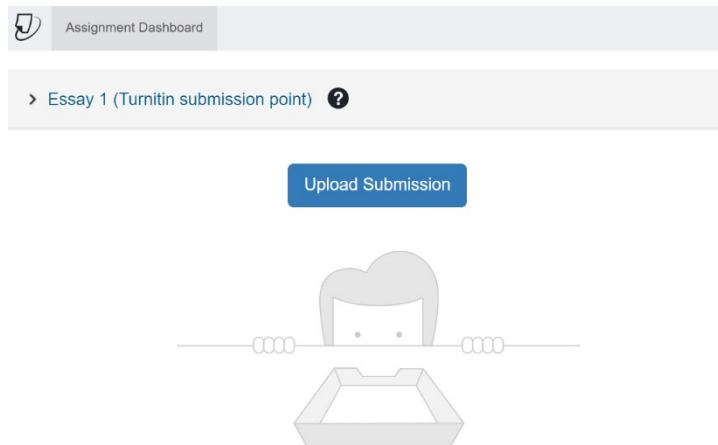 Assignment Dashboard
Essay 1 (Turnitin submission point) ?
Upload Submission